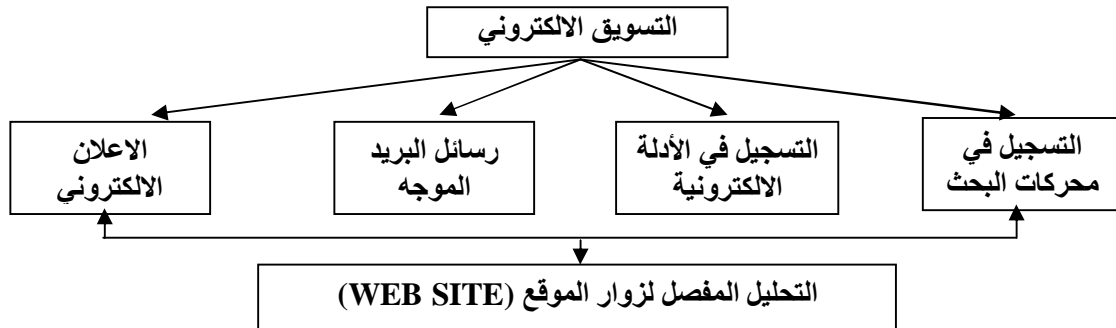 التسويق الالكتروني
التسجيل في
محركات البحث
التسجيل في الأدلة
الالكترونية
رسائل البريد
الموجه
الاعلان
الالكتروني
التحليل المفصل لزوار الموقع (WEB SITE)